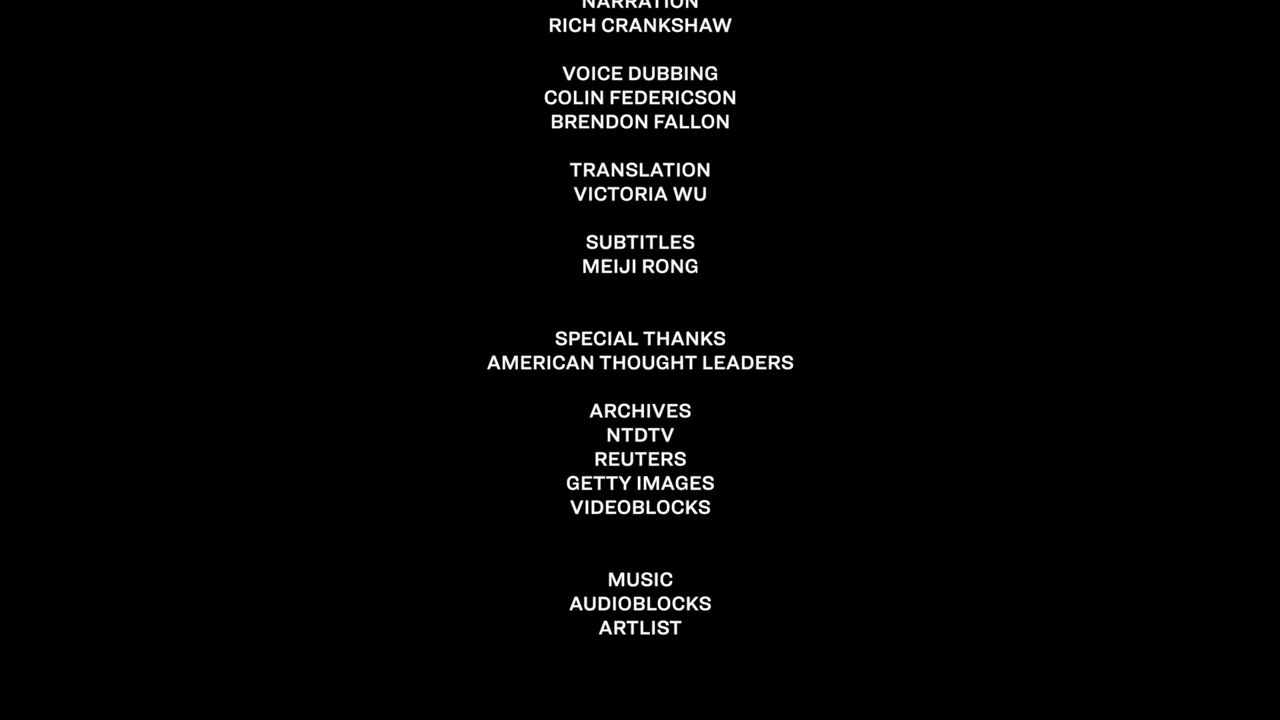 NARRATION
RICH CRANKSHAW
VOICE DUBBING
COLIN FEDERICSON
BRENDON FALLON
TRANSLATION
VICTORIA WU
SUBTITLES
MEIJI RONG
SPECIAL THANKS
AMERICAN THOUGHT LEADERS
ARCHIVES
NTDTV
REUTERS
GETTY IMAGES
VIDEOBLOCKS
MUSIC
AUDIOBLOCKS
ARTLIST